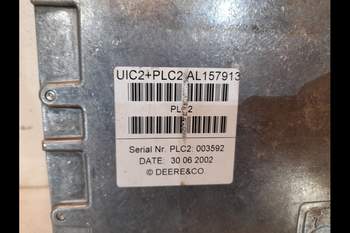 UIC2+PLC2 AL157913
PLC2
Serial Nr. PLC2: 003592
DATE: 30 06 2002
© DEERE&CO.